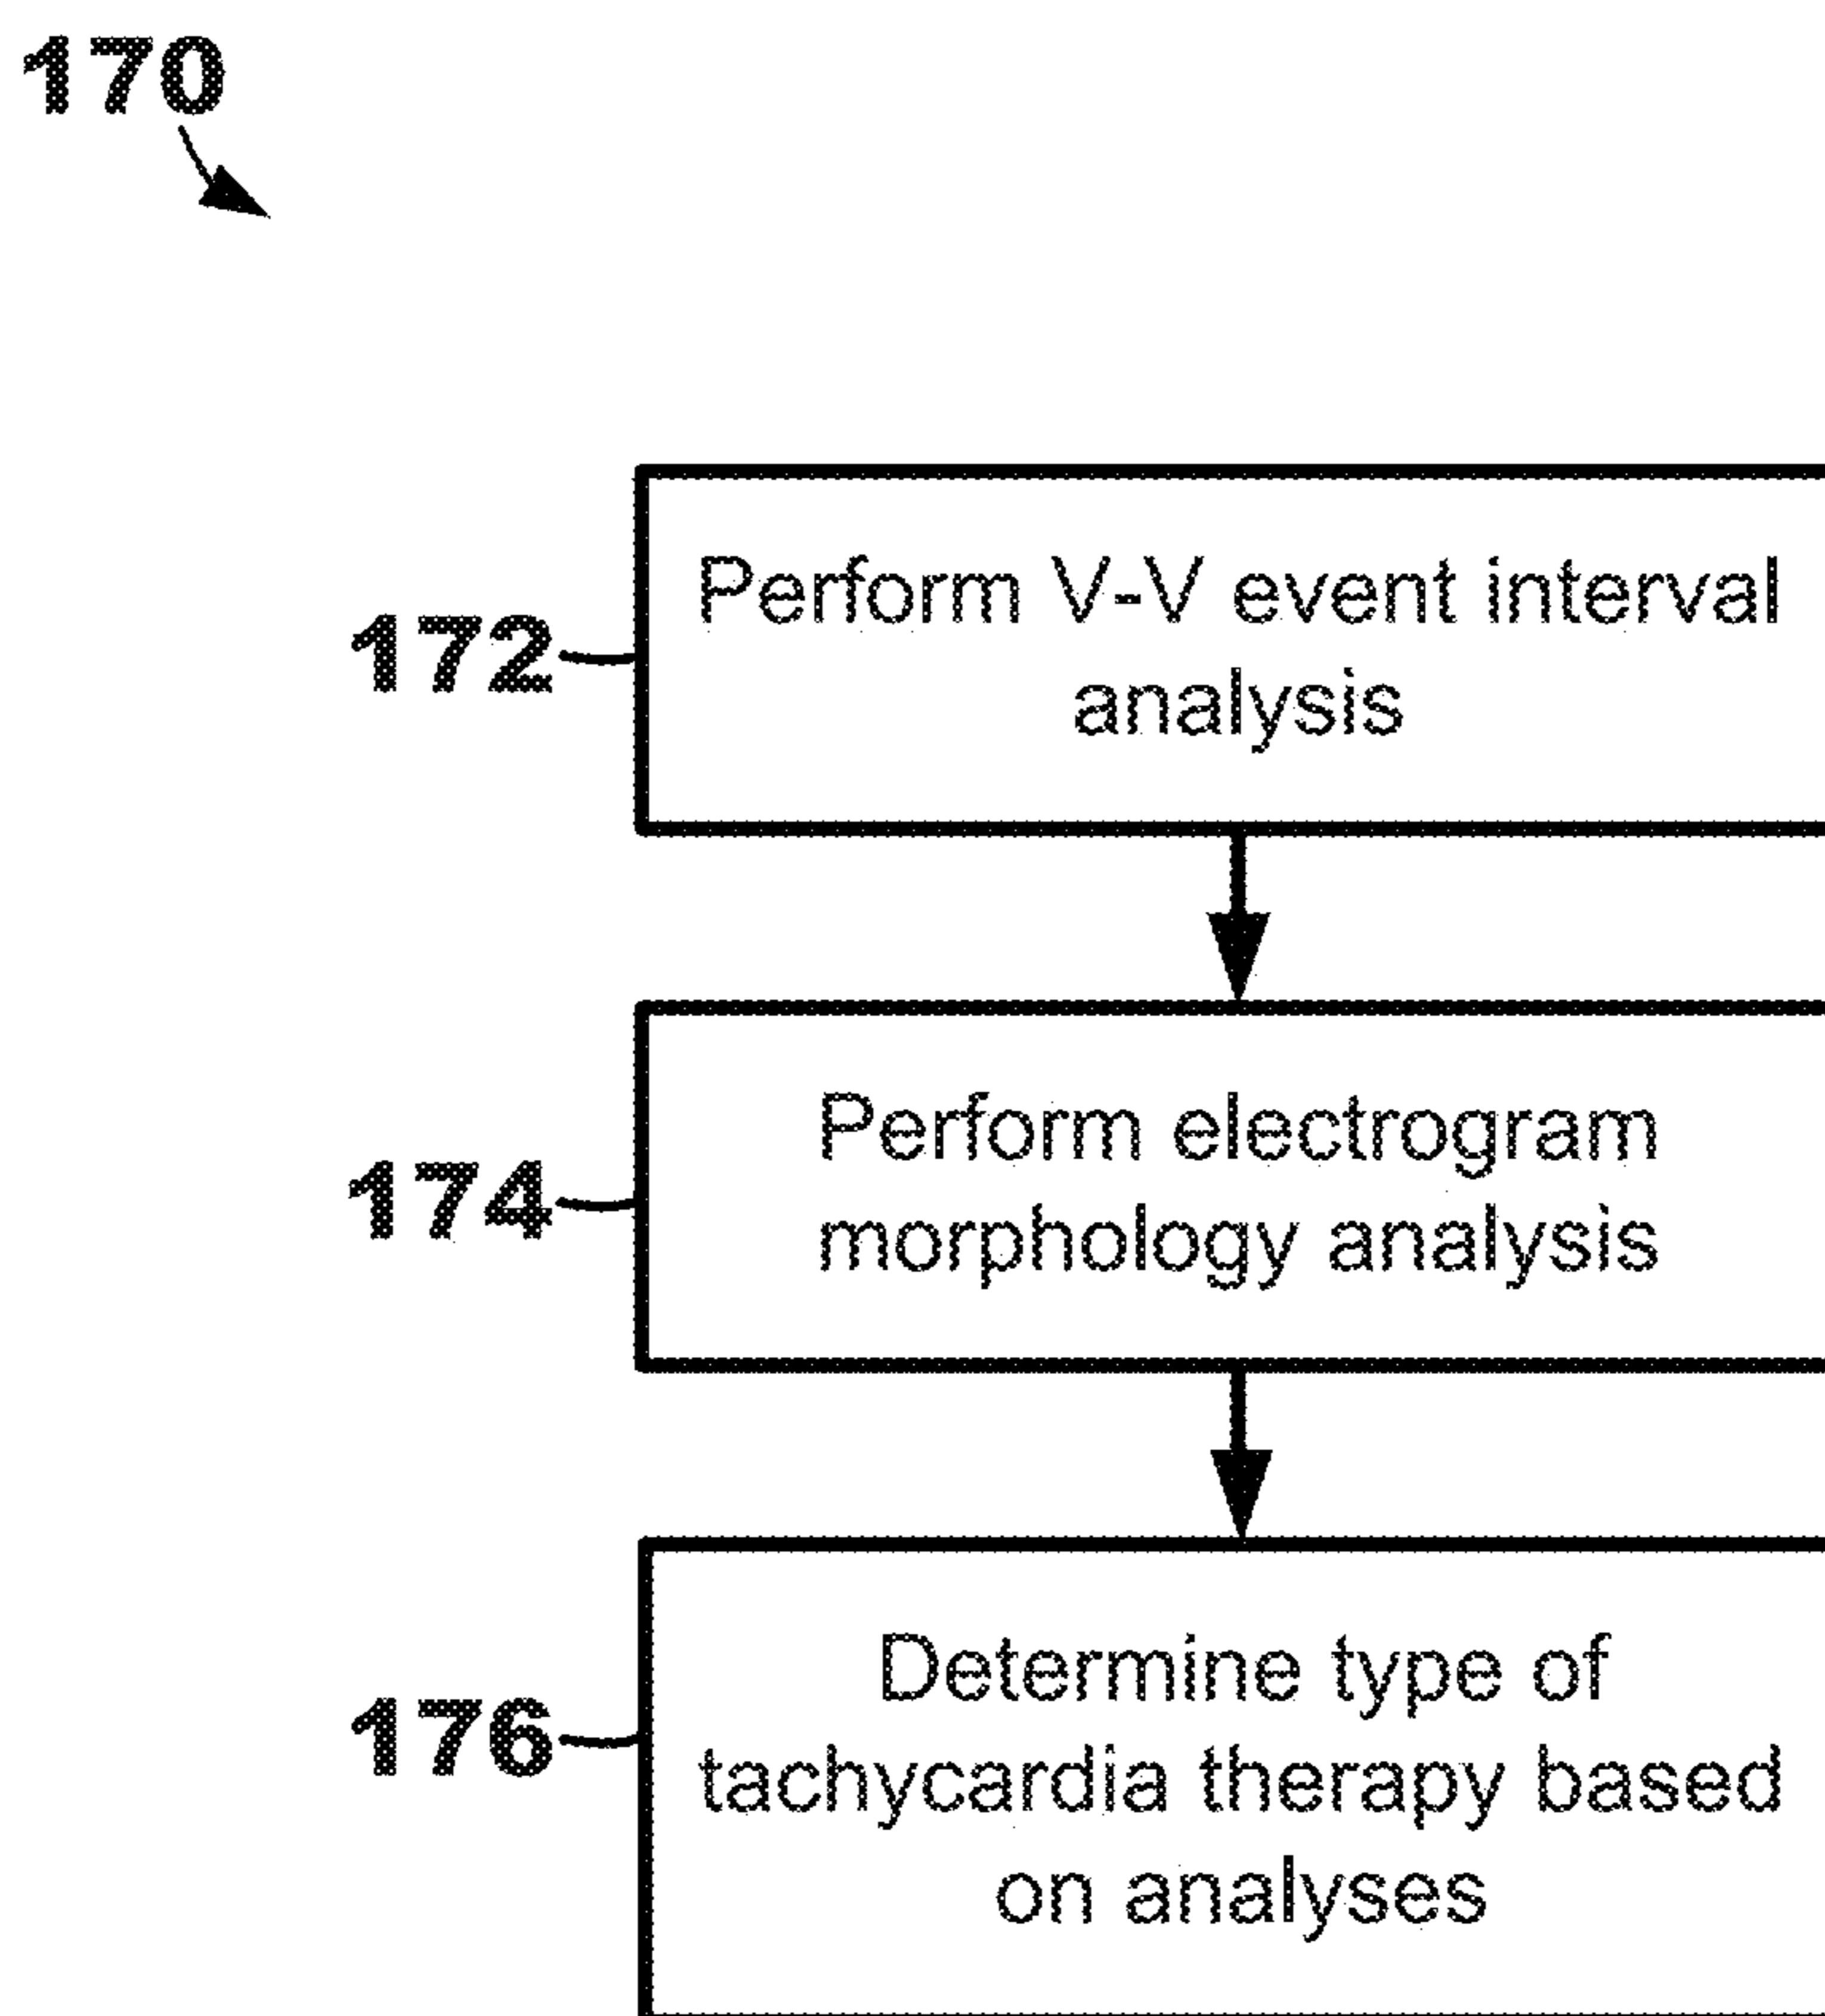 170
172
Perform V-V event interval
analysis
174
Perform electrogram
morphology analysis
176
Determine type of
tachycardia therapy based
on analyses